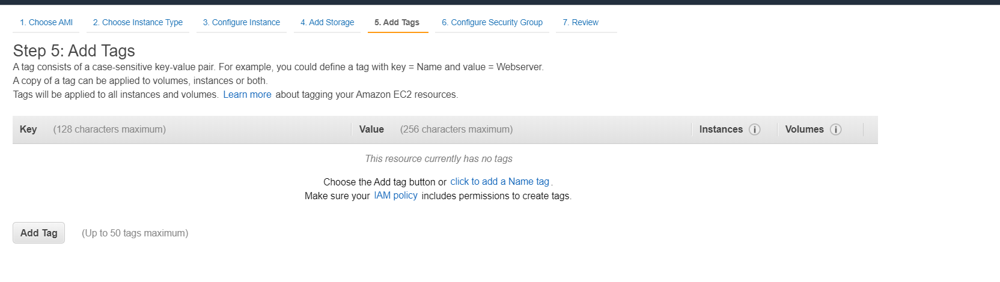 1. Choose AMI 2. Choose Instance Type 3. Configure Instance 4. Add Storage 5. Add Tags 6. Configure Security Group 7. Review
Step 5: Add Tags
A tag consists of a case-sensitive key-value pair. For example, you could define a tag with key = Name and value = Webserver.
A copy of a tag can be applied to volumes, instances or both.
Tags will be applied to all instances and volumes. Learn more about tagging your Amazon EC2 resources.
Key (128 characters maximum) Value (256 characters maximum) Instances i Volumes i
This resource currently has no tags
Choose the Add tag button or click to add a Name tag.
Make sure your IAM policy includes permissions to create tags.
Add Tag (Up to 50 tags maximum)